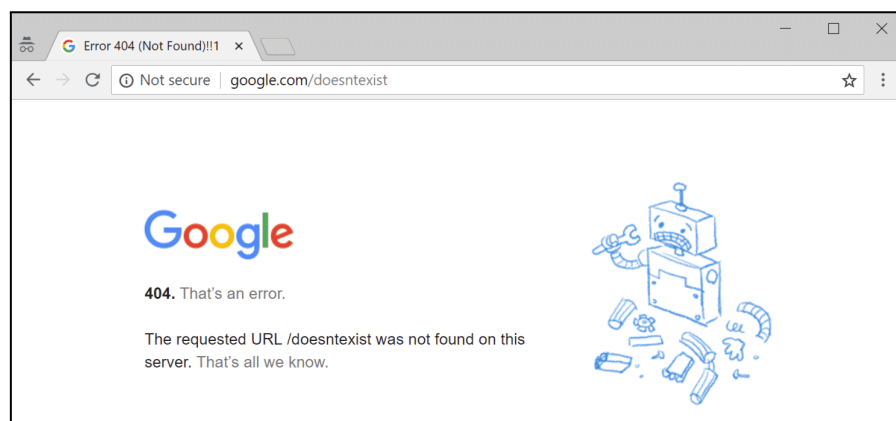 Error 404 (Not Found)!!1
Not secure google.com/doesntexist
Google
404. That's an error.
The requested URL /doesntexist was not found on this
server. That's all we know.